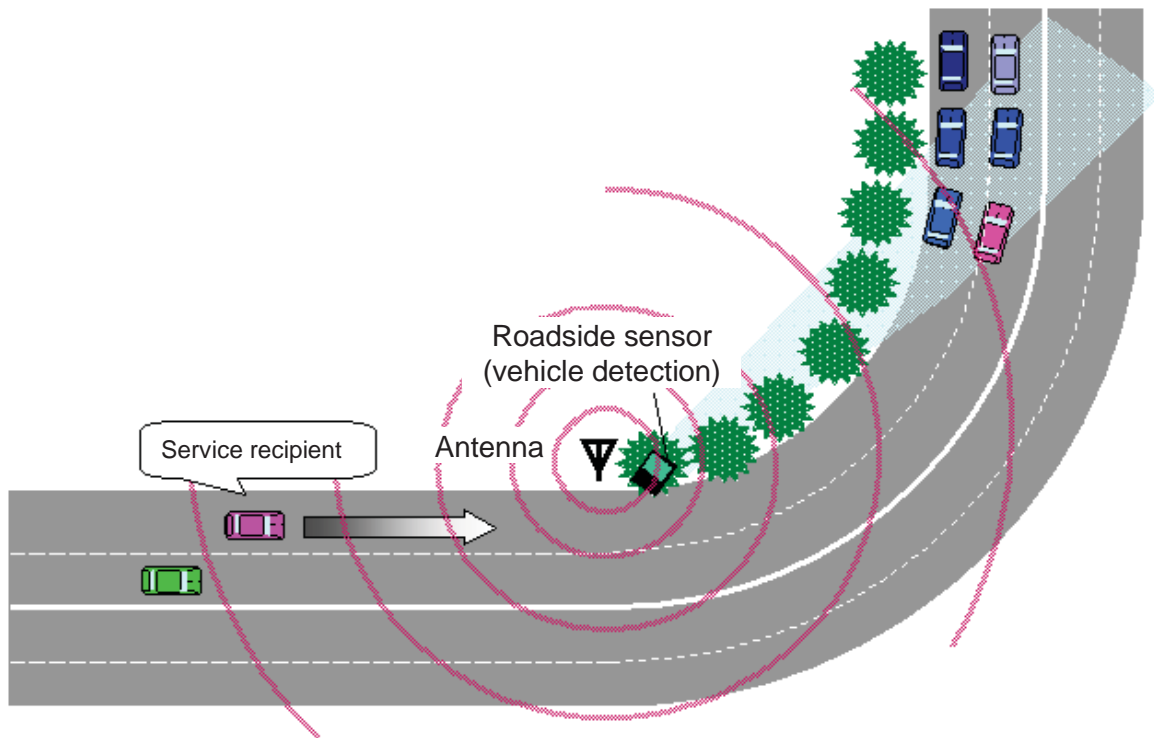 Roadside sensor
(vehicle detection)
Antenna
Service recipient